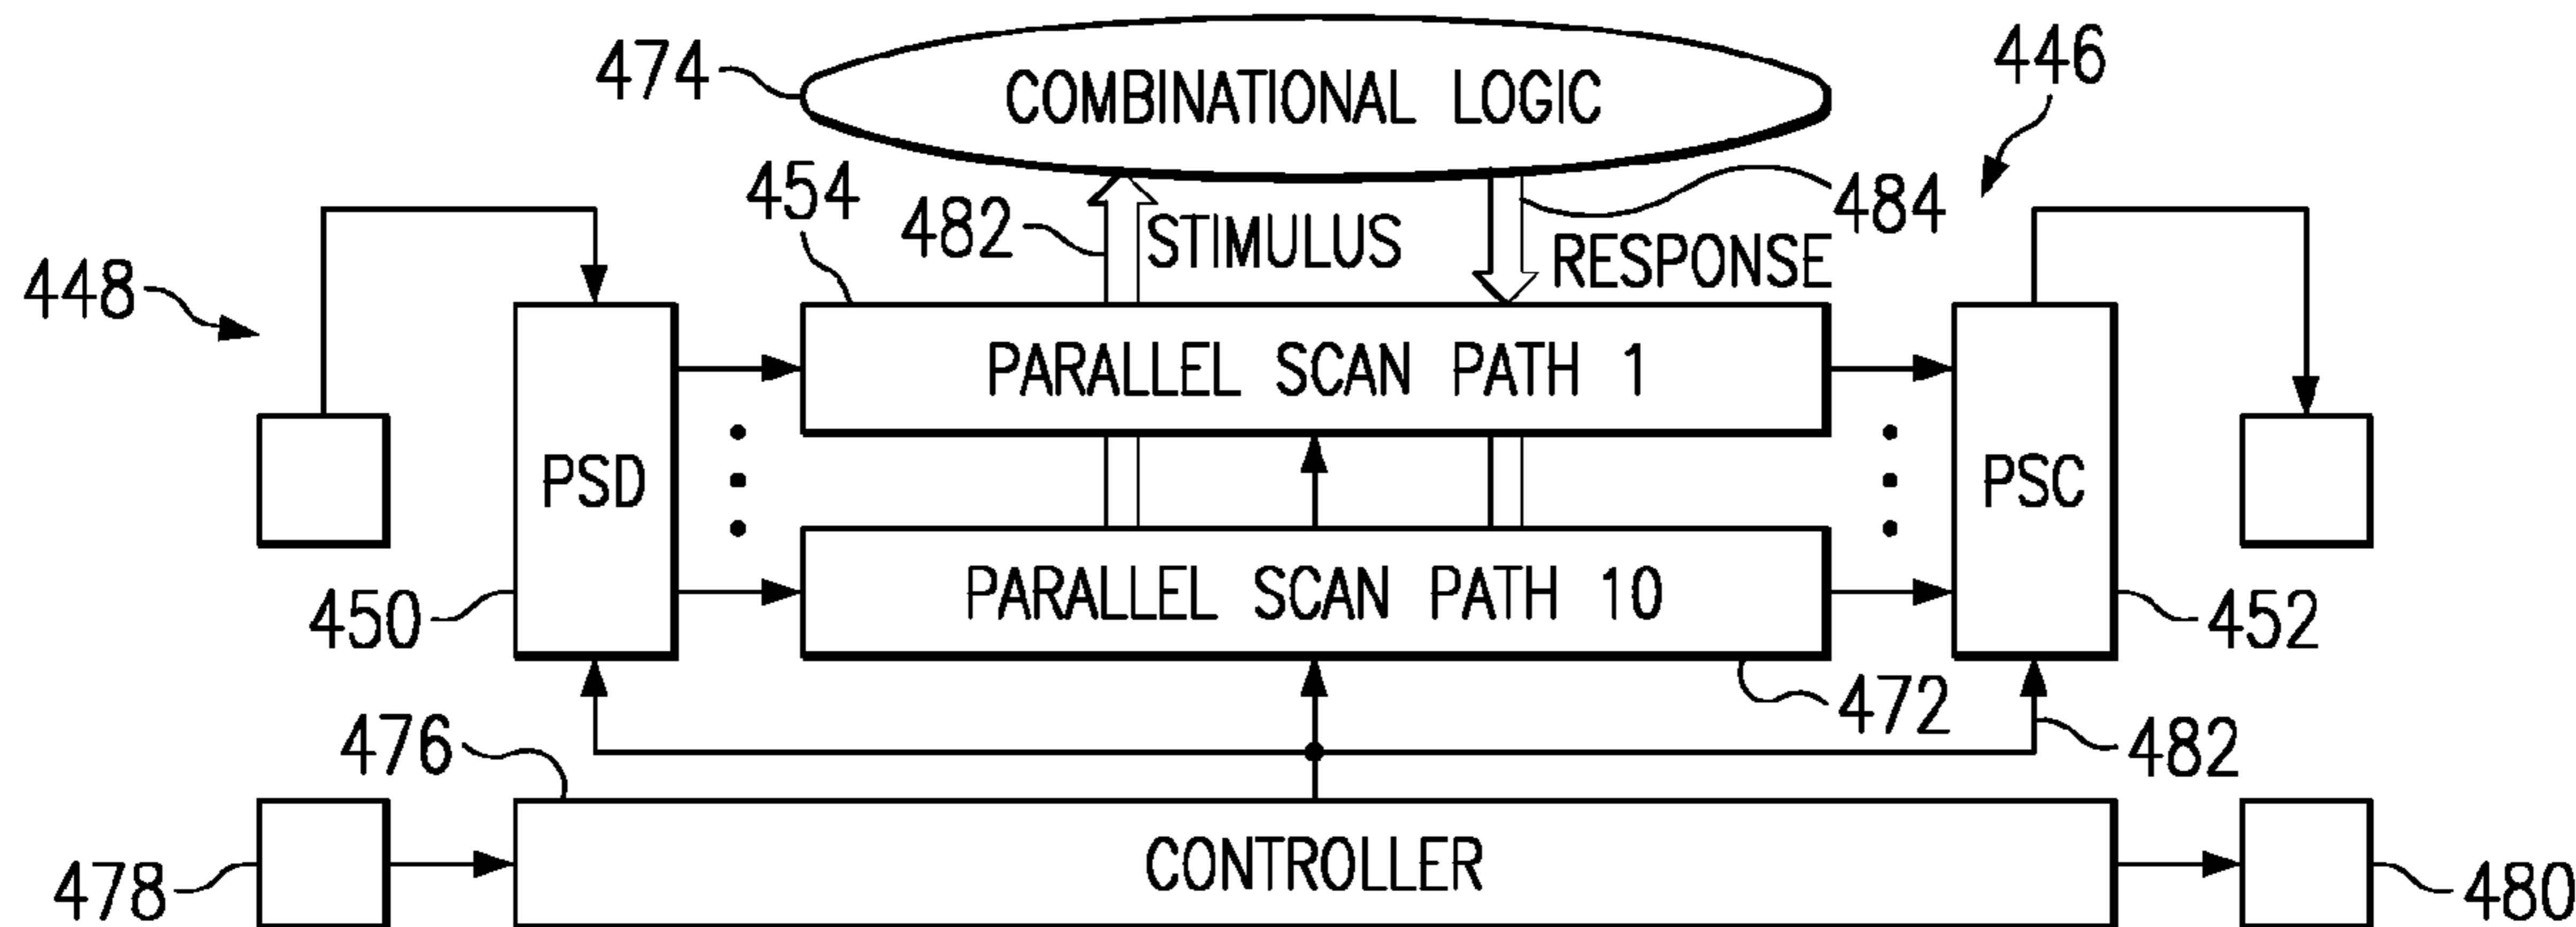 474
COMBINATIONAL LOGIC
446
454
482
STIMULUS
484
RESPONSE
448
PARALLEL SCAN PATH 1
PSD
PSC
PARALLEL SCAN PATH 10
450
452
472
476
482
CONTROLLER
478
480